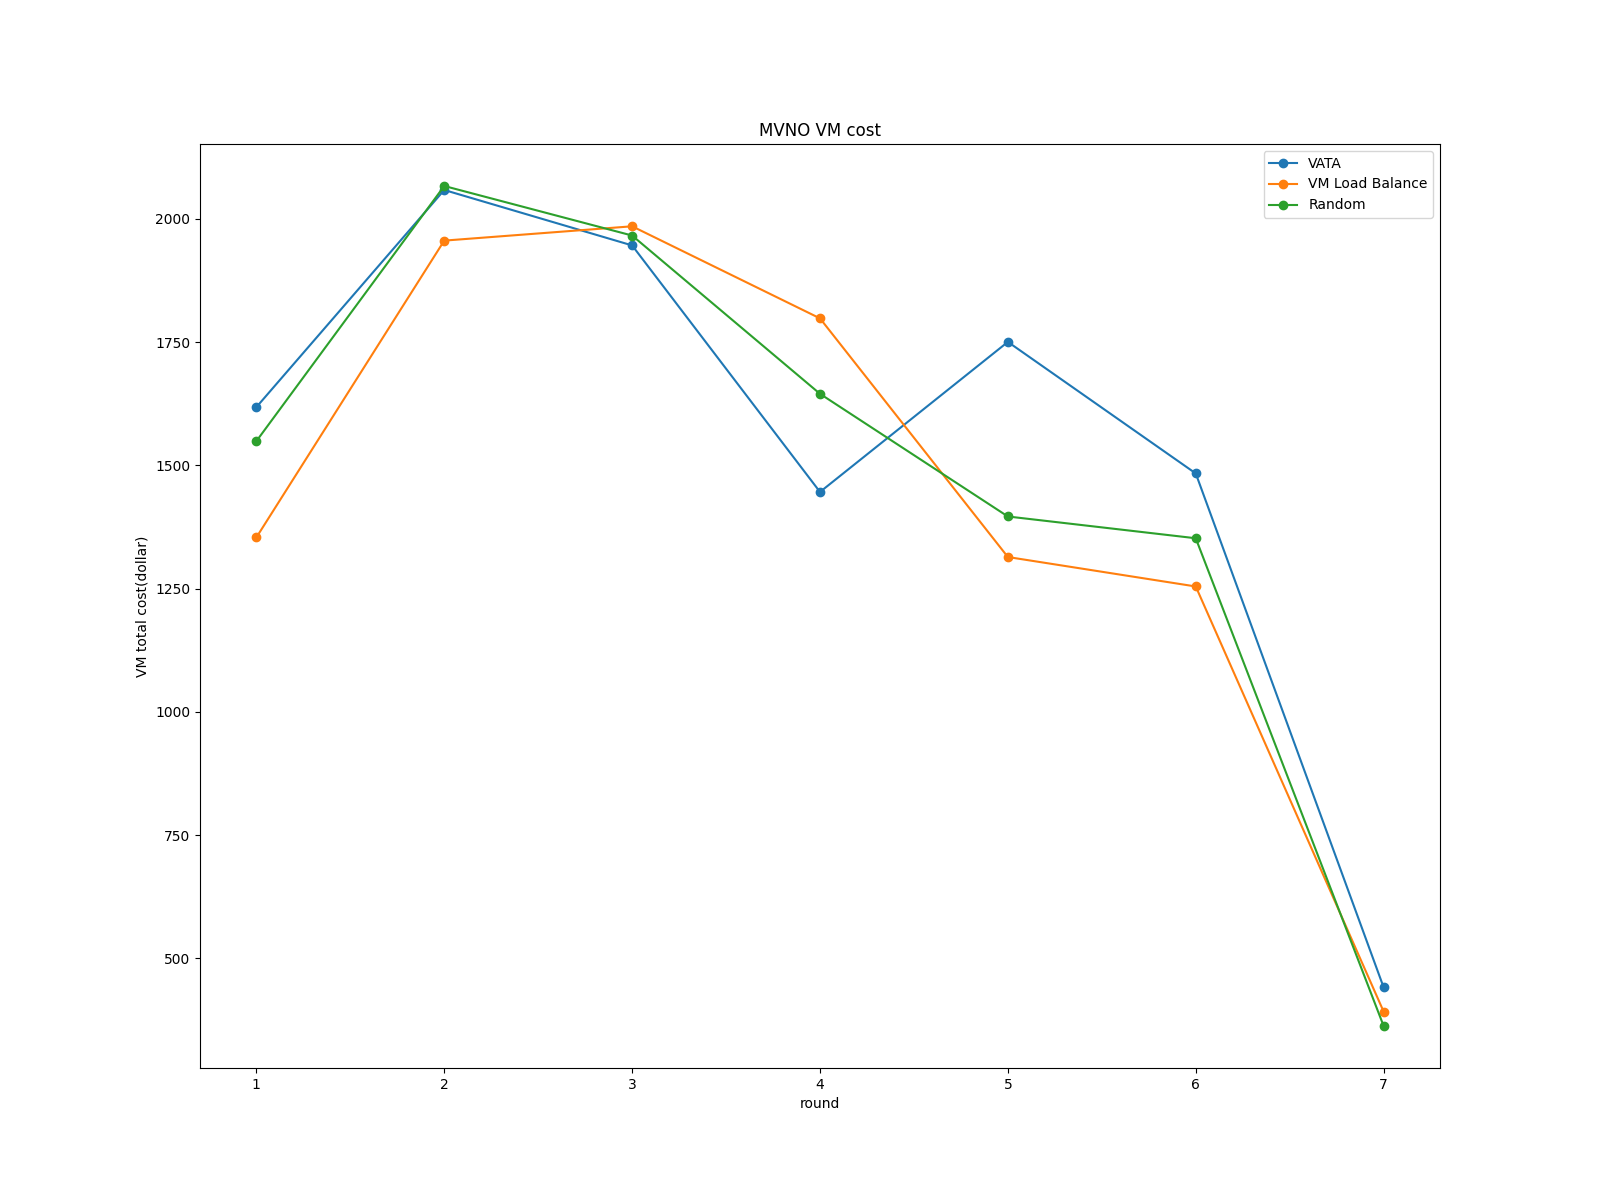 MVNO VM cost
VATA
VM Load Balance
Random
VM total cost(dollar)
2000
1750
1500
1250
1000
750
500
1 2 3 4 5 6 7
round